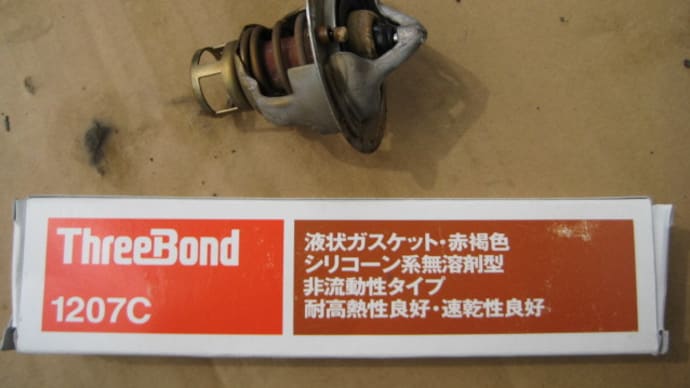 ThreeBond
1207C
液状ガスケット・赤褐色
シリコーン系無溶剤型
非流動性タイプ
耐高熱性良好・速乾性良好